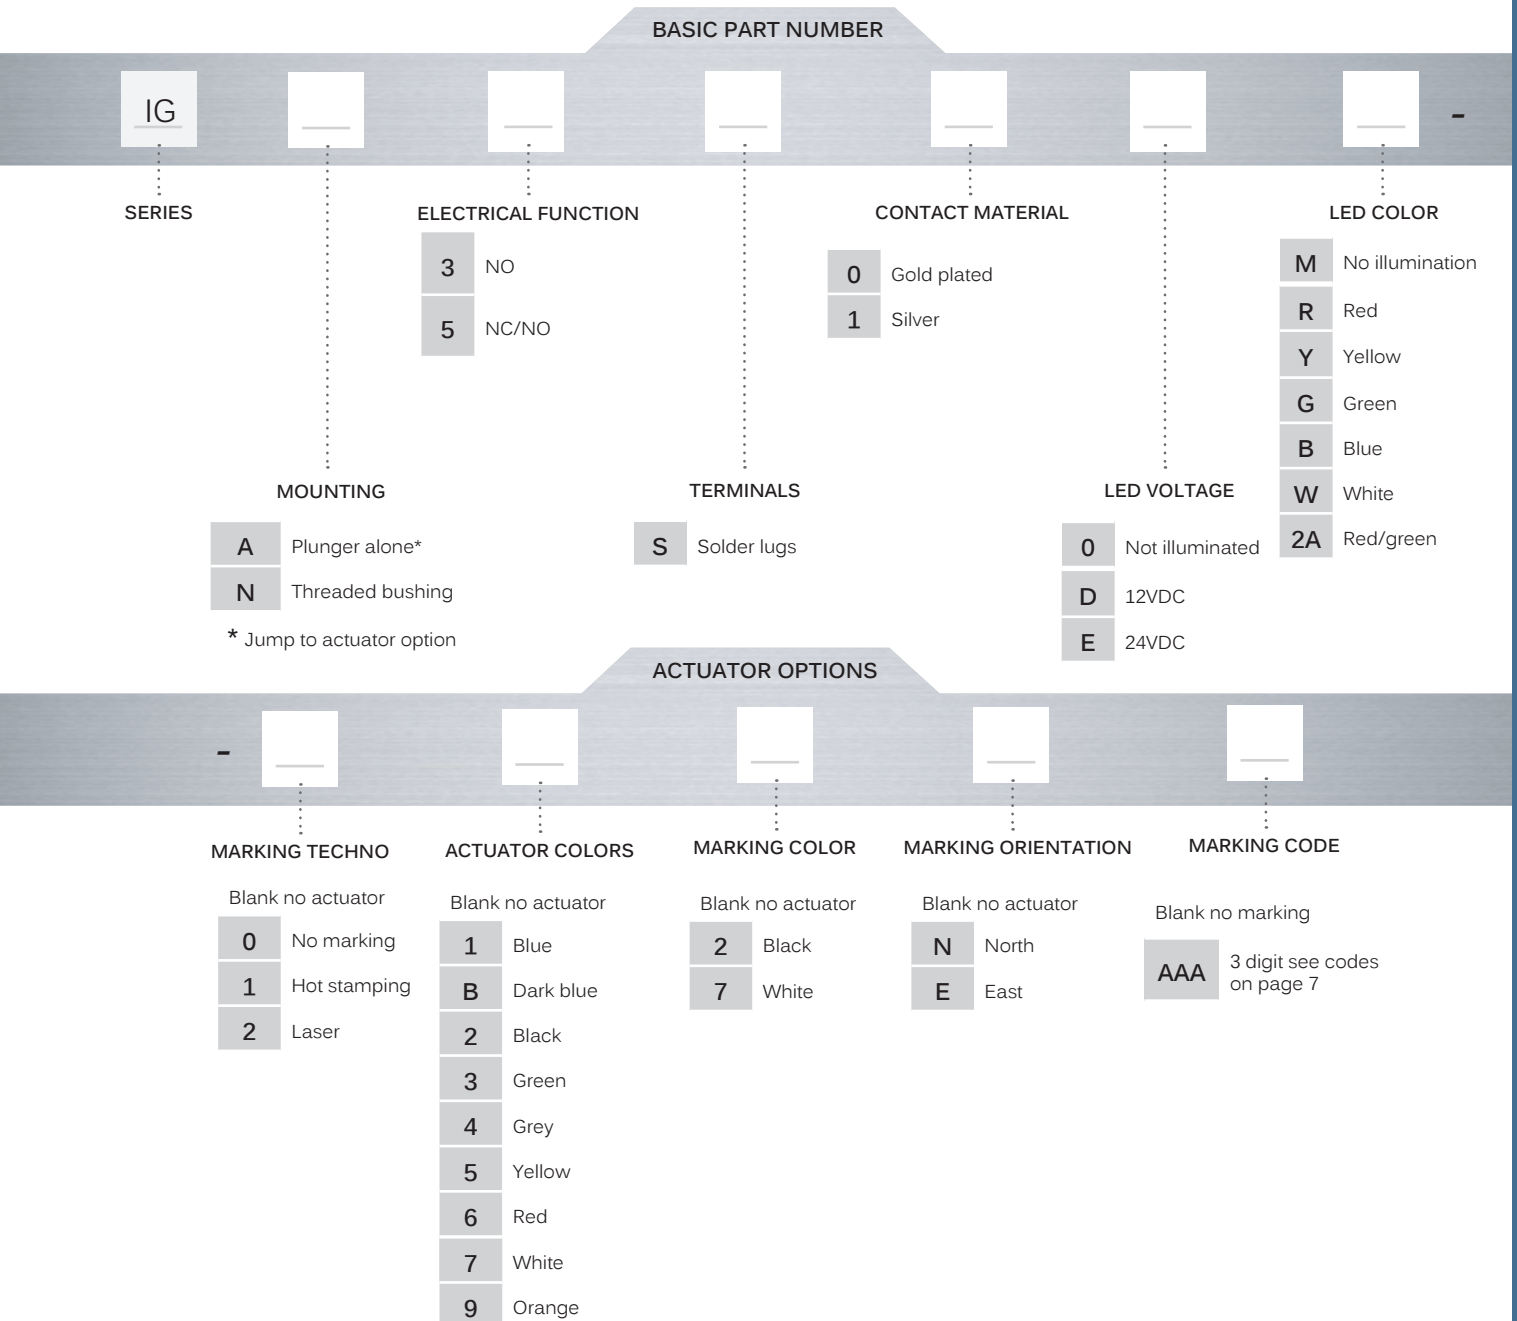 BASIC PART NUMBER
IG
-
SERIES
ELECTRICAL FUNCTION
3 NO
5 NC/NO
CONTACT MATERIAL
0 Gold plated
1 Silver
LED COLOR
M No illumination
R Red
Y Yellow
G Green
B Blue
W White
2A Red/green
MOUNTING
A Plunger alone*
N Threaded bushing
* Jump to actuator option
TERMINALS
S Solder lugs
LED VOLTAGE
0 Not illuminated
D 12VDC
E 24VDC
ACTUATOR OPTIONS
-
MARKING TECHNO
Blank no actuator
0 No marking
1 Hot stamping
2 Laser
ACTUATOR COLORS
Blank no actuator
1 Blue
B Dark blue
2 Black
3 Green
4 Grey
5 Yellow
6 Red
7 White
9 Orange
MARKING COLOR
Blank no actuator
2 Black
7 White
MARKING ORIENTATION
Blank no actuator
N North
E East
MARKING CODE
Blank no marking
AAA 3 digit see codes
on page 7